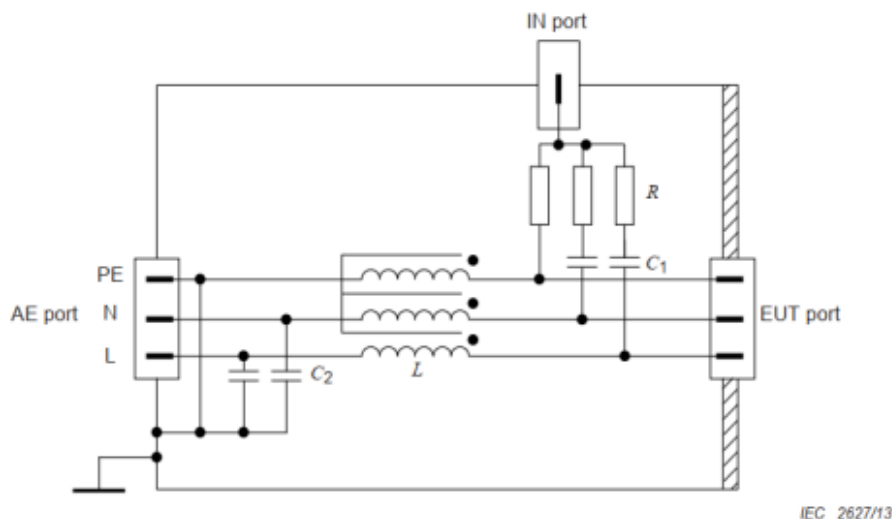 IN port
R
PE
C1
AE port
N
EUT port
L
C2
L
IEC 2627/13